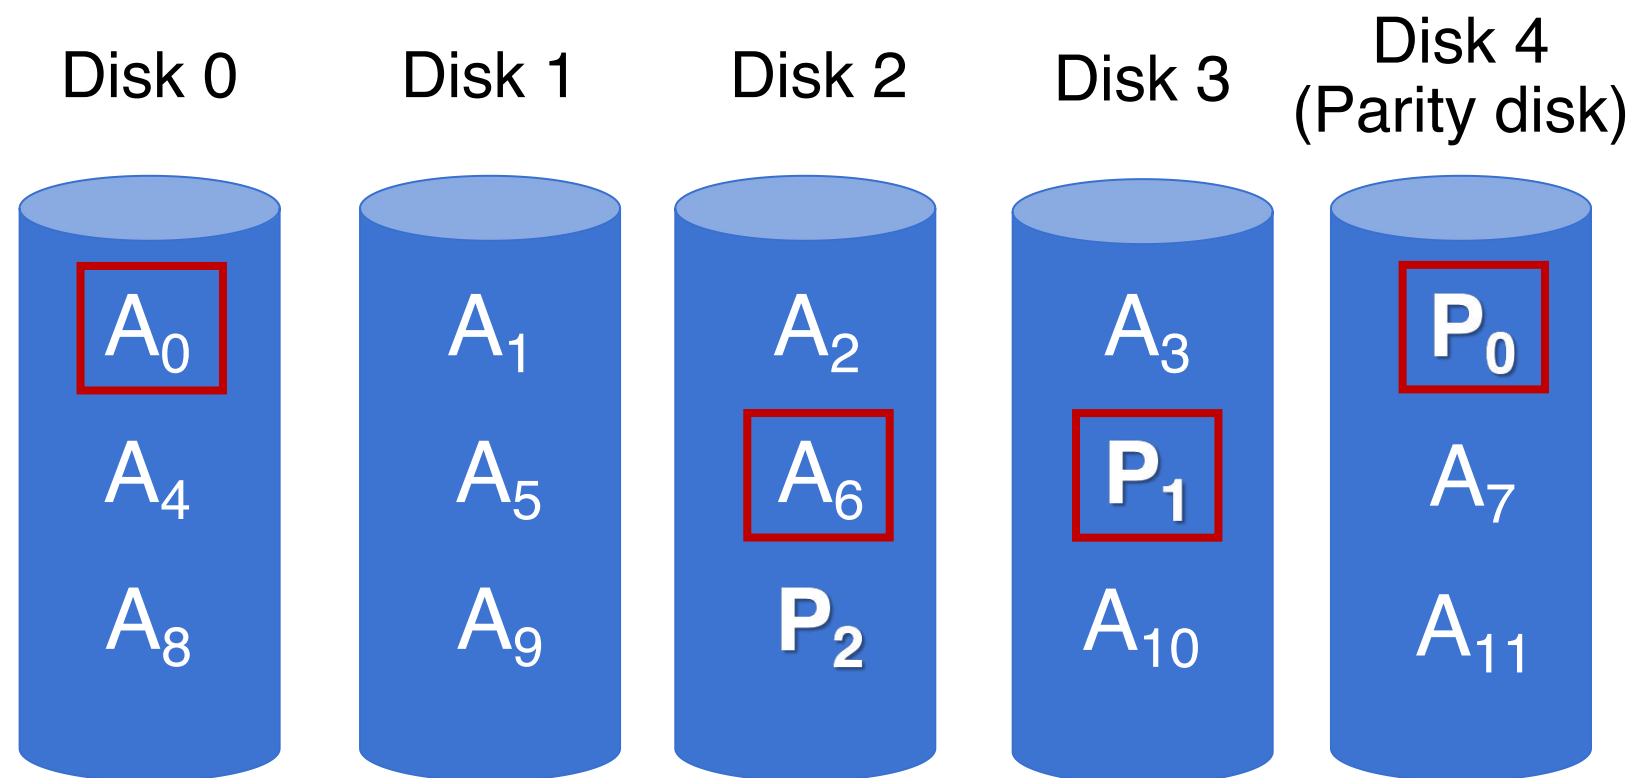 Disk 0 Disk 1 Disk 2 Disk 3 Disk 4
(Parity disk)
A0 A1 A2 A3 P0
A4 A5 A6 P1 A7
A8 A9 P2 A10 A11